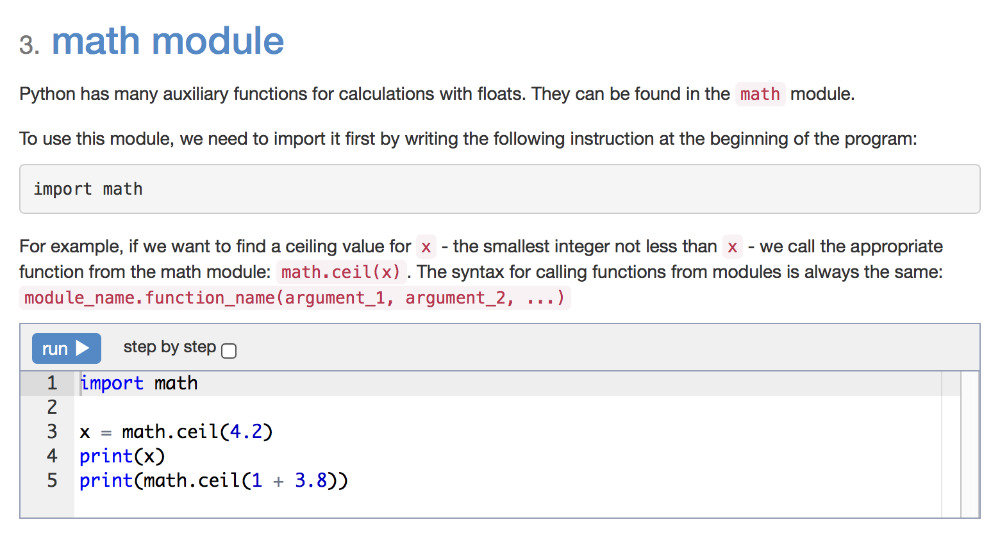 3. math module
Python has many auxiliary functions for calculations with floats. They can be found in the math module.
To use this module, we need to import it first by writing the following instruction at the beginning of the program:
import math
For example, if we want to find a ceiling value for x - the smallest integer not less than x - we call the appropriate
function from the math module: math.ceil(x) . The syntax for calling functions from modules is always the same:
module_name.function_name(argument_1, argument_2, ...)
run step by step
1 import math
2
3 x = math.ceil(4.2)
4 print(x)
5 print(math.ceil(1 + 3.8))